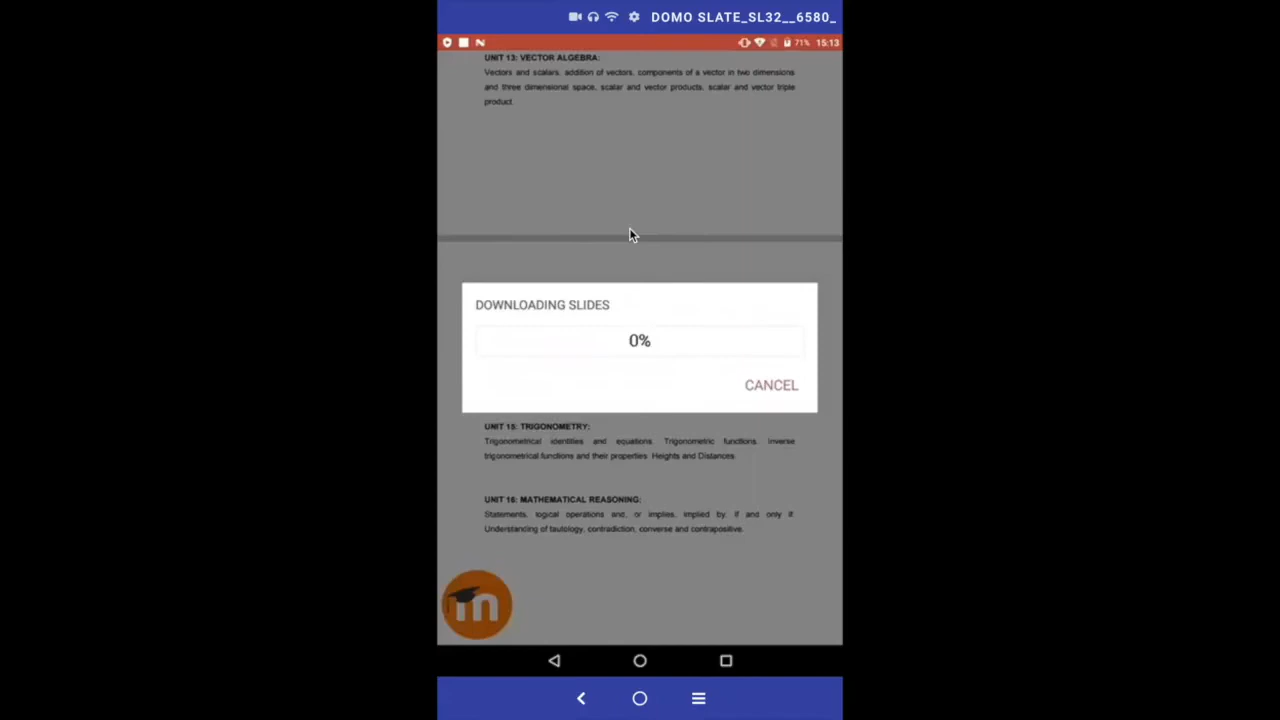 DOMO SLATE_SL32__6580_
71% 15:13
UNIT 13: VECTOR ALGEBRA:
Vectors and scalars, addition of vectors, components of a vector in two dimensions
and three dimensional space, scalar and vector products, scalar and vector triple
product.
DOWNLOADING SLIDES
0%
CANCEL
UNIT 15: TRIGONOMETRY:
Trigonometrical identities and equations. Trigonometric functions. Inverse
trigonometrical functions and their properties. Heights and Distances.
UNIT 16: MATHEMATICAL REASONING:
Statements, logical operations and, or implies, implied by, if and only if.
Understanding of tautology, contradiction, converse and contrapositive.
m